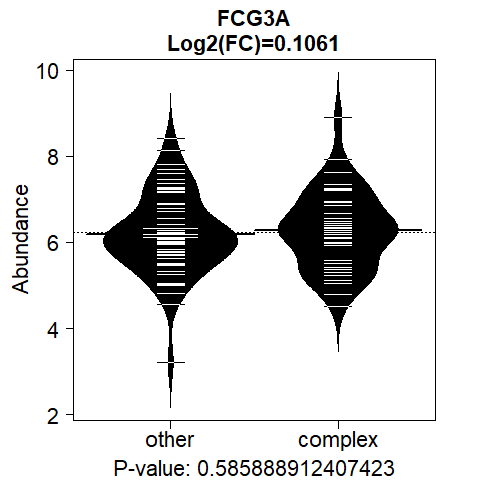 FCG3A
Log2(FC)=0.1061
Abundance
10
8
6
4
2
other complex
P-value: 0.585888912407423